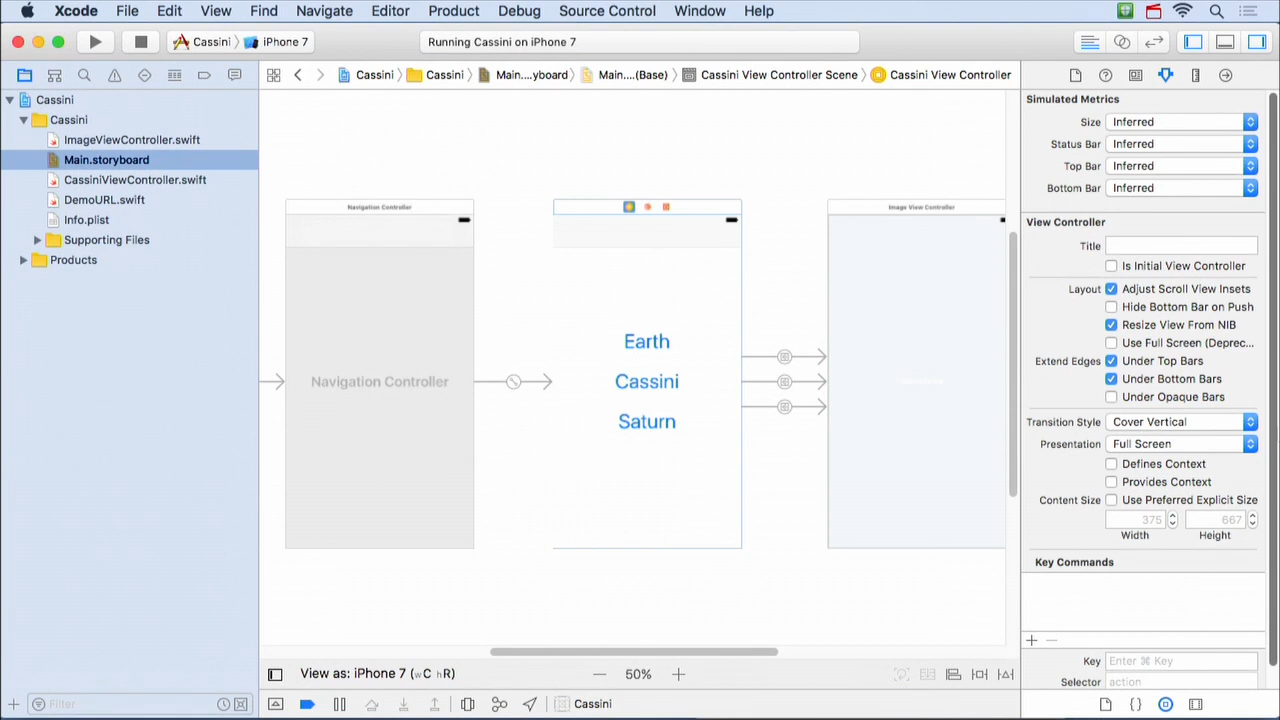 Xcode File Edit View Find Navigate Editor Product Debug Source Control Window Help
Cassini iPhone 7 Running Cassini on iPhone 7
Cassini Cassini Main....yboard Main....(Base) Cassini View Controller Scene Cassini View Controller
Cassini
Cassini
ImageViewController.swift
Main.storyboard
CassiniViewController.swift
DemoURL.swift
Info.plist
Supporting Files
Products
Filter
Navigation Controller
Navigation Controller
Earth
Cassini
Saturn
Image View Controller
View as: iPhone 7 (wC hR)
50%
Cassini
Simulated Metrics
Size Inferred
Status Bar Inferred
Top Bar Inferred
Bottom Bar Inferred
View Controller
Title
Is Initial View Controller
Layout Adjust Scroll View Insets
Hide Bottom Bar on Push
Resize View From NIB
Use Full Screen (Deprec...
Extend Edges Under Top Bars
Under Bottom Bars
Under Opaque Bars
Transition Style Cover Vertical
Presentation Full Screen
Defines Context
Provides Context
Content Size Use Preferred Explicit Size
375 667
Width Height
Key Commands
Key Enter ⌘ Key
Selector action